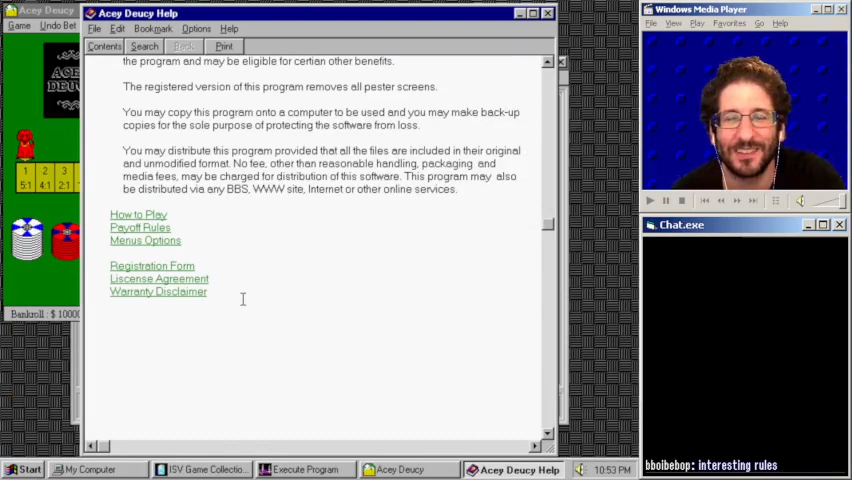 Acey Deucy
Game Undo Bet
ACEY
DEUCY
1 2 3
5:1 4:1 2:1
Bankroll : $ 10000
Acey Deucy Help
File Edit Bookmark Options Help
Contents Search Back Print
the program and may be eligible for certian other benefits.
The registered version of this program removes all pester screens.
You may copy this program onto a computer to be used and you may make back-up
copies for the sole purpose of protecting the software from loss.
You may distribute this program provided that all the files are included in their original
and unmodified format. No fee, other than reasonable handling, packaging and
media fees, may be charged for distribution of this software. This program may also
be distributed via any BBS, WWW site, Internet or other online services.
How to Play
Payoff Rules
Menus Options
Registration Form
Liscense Agreement
Warranty Disclaimer
Windows Media Player
File View Play Favorites Go Help
Chat.exe
bboibebop: interesting rules
Start My Computer ISV Game Collectio... Execute Program Acey Deucy Acey Deucy Help 10:53 PM